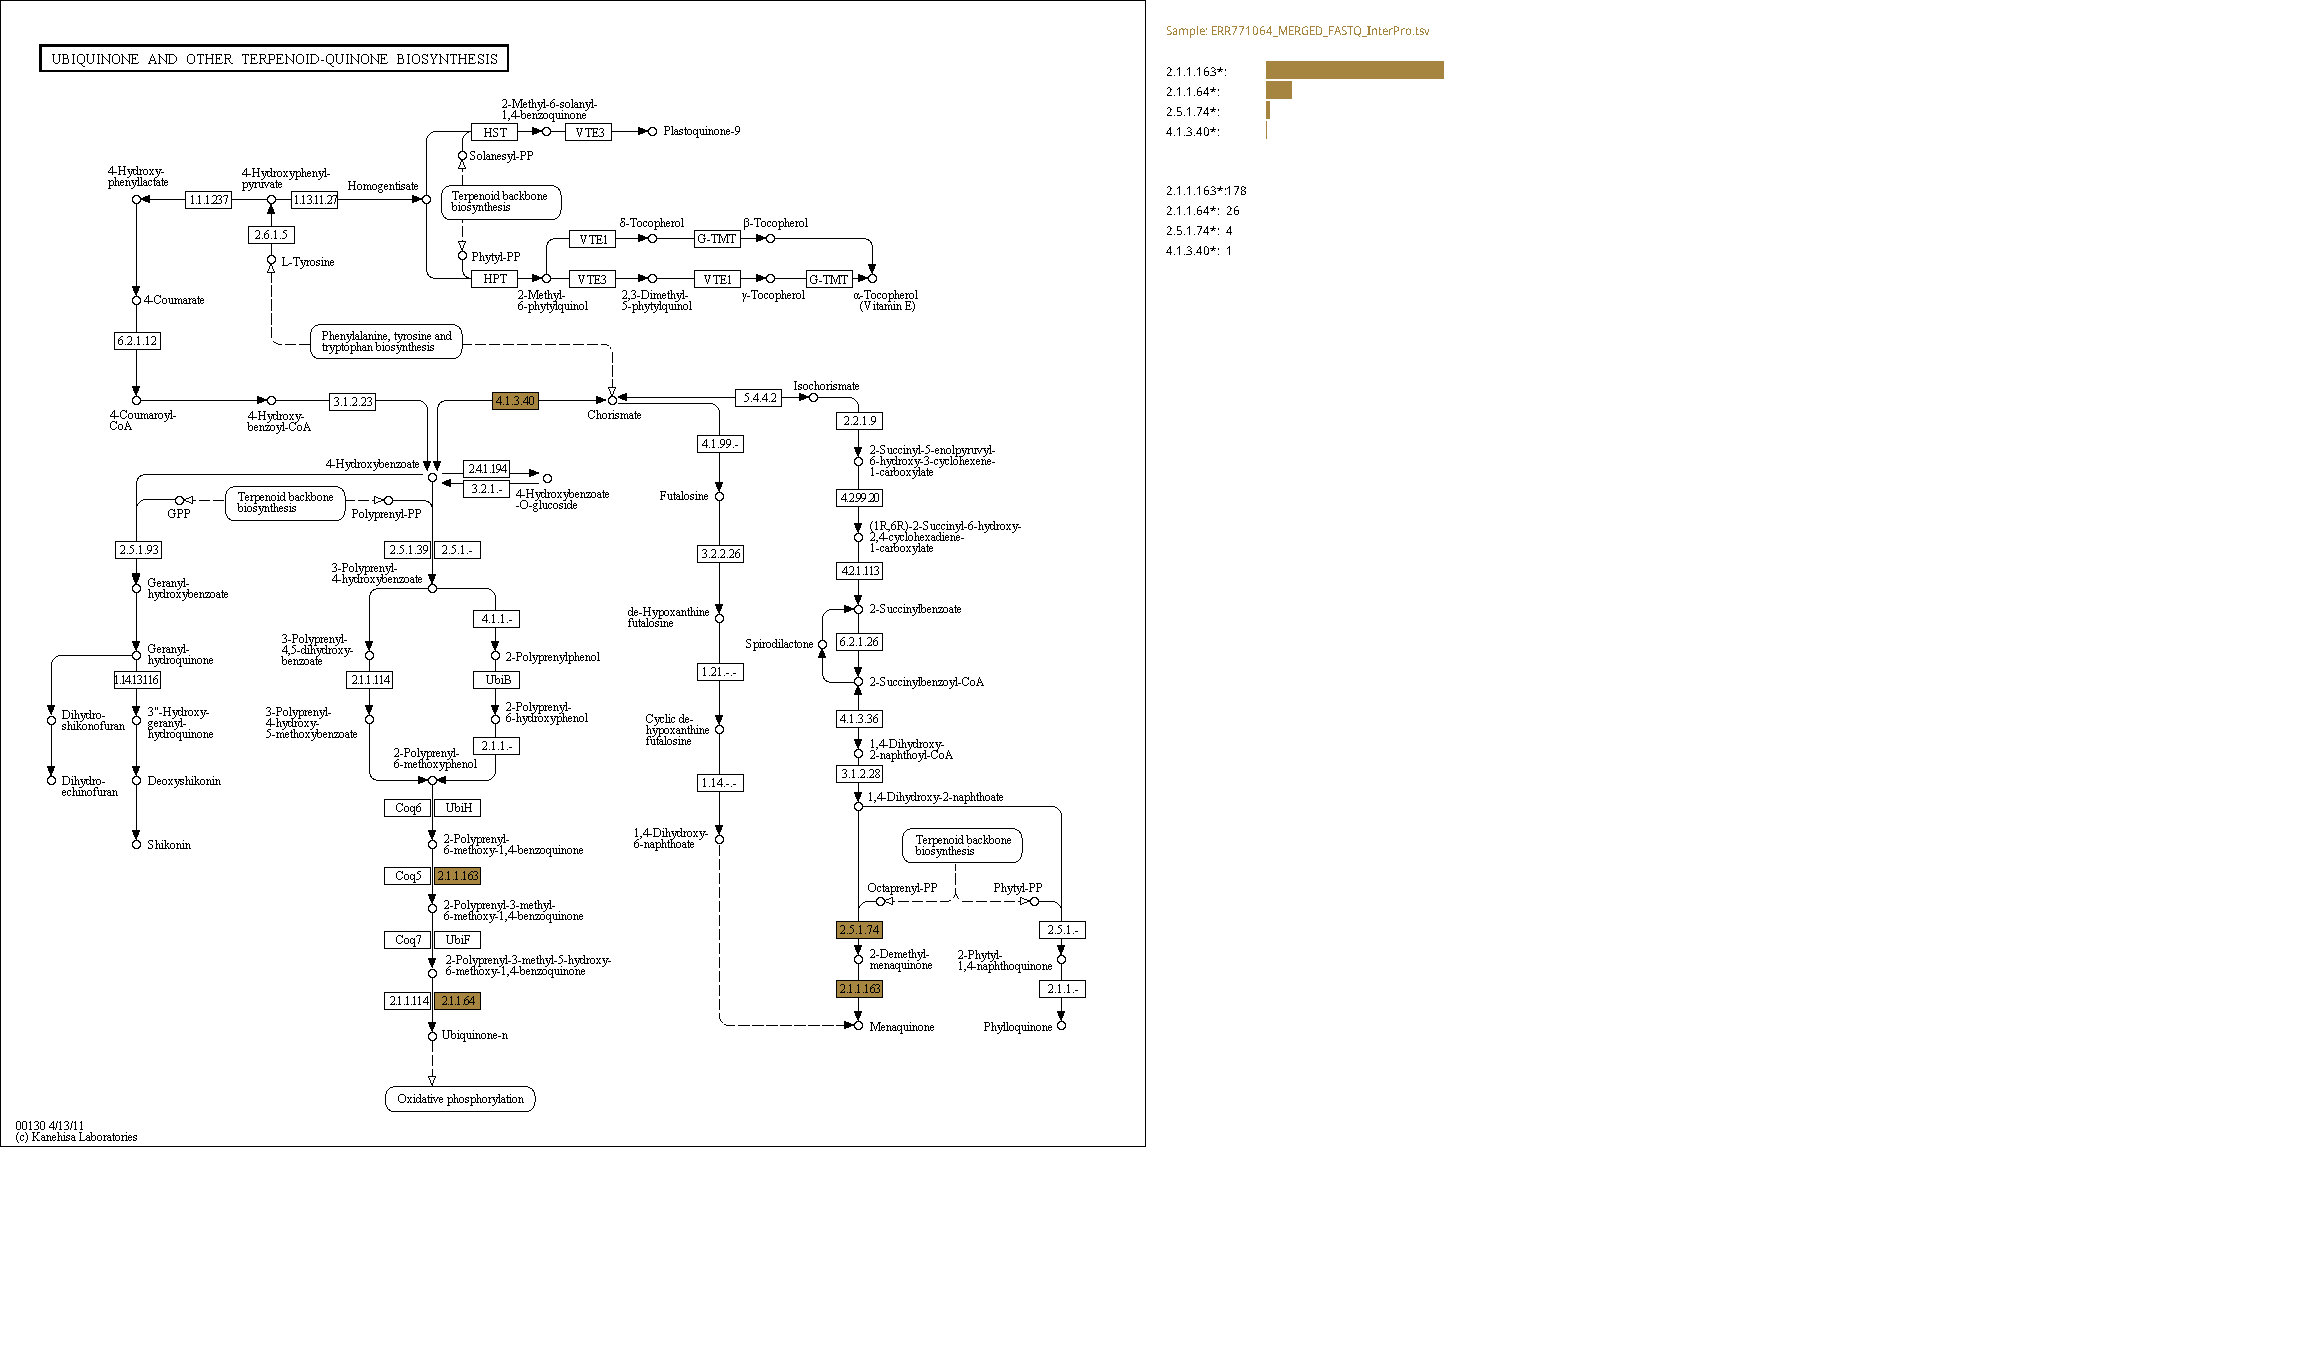 UBIQUINONE AND OTHER TERPENOID-QUINONE BIOSYNTHESIS
2-Methyl-6-solanyl-
1,4-benzoquinone
HST
VTE3
Plastoquinone-9
Solanesyl-PP
4-Hydroxy-
phenyllactate
4-Hydroxyphenyl-
pyruvate
Homogentisate
1.1.1.237
1.13.11.27
Terpenoid backbone
biosynthesis
2.6.1.5
L-Tyrosine
δ-Tocopherol
β-Tocopherol
VTE1
G-TMT
Phytyl-PP
HPT
VTE3
VTE1
G-TMT
2-Methyl-
6-phytylquinol
2,3-Dimethyl-
5-phytylquinol
γ-Tocopherol
α-Tocopherol
(Vitamin E)
4-Coumarate
6.2.1.12
Phenylalanine, tyrosine and
tryptophan biosynthesis
4-Coumaroyl-
CoA
4-Hydroxy-
benzoyl-CoA
3.1.2.23
4.1.3.40
Chorismate
5.4.4.2
Isochorismate
2.2.1.9
4.1.99.-
2-Succinyl-5-enolpyruvyl-
6-hydroxy-3-cyclohexene-
1-carboxylate
4-Hydroxybenzoate
2.4.1.194
3.2.1.-
4-Hydroxybenzoate
-O-glucoside
Terpenoid backbone
biosynthesis
GPP
Polyprenyl-PP
Futalosine
4.2.99.20
(1R,6R)-2-Succinyl-6-hydroxy-
2,4-cyclohexadiene-
1-carboxylate
2.5.1.93
2.5.1.39
2.5.1.-
3.2.2.26
4.2.1.113
3-Polyprenyl-
4-hydroxybenzoate
Geranyl-
hydroxybenzoate
4.1.1.-
de-Hypoxanthine
futalosine
2-Succinylbenzoate
Spirodilactone
6.2.1.26
3-Polyprenyl-
4,5-dihydroxy-
benzoate
2-Polyprenylphenol
Geranyl-
hydroquinone
1.14.13.116
2.1.1.114
UbiB
1.21.-.-
2-Succinylbenzoyl-CoA
Dihydro-
shikonofuran
3"-Hydroxy-
geranyl-
hydroquinone
3-Polyprenyl-
4-hydroxy-
5-methoxybenzoate
2-Polyprenyl-
6-hydroxyphenol
2.1.1.-
Cyclic de-
hypoxanthine
futalosine
4.1.3.36
1,4-Dihydroxy-
2-naphthoyl-CoA
2-Polyprenyl-
6-methoxyphenol
3.1.2.28
Dihydro-
echinofuran
Deoxyshikonin
1.14.-.-
1,4-Dihydroxy-2-naphthoate
Coq6
UbiH
Shikonin
2-Polyprenyl-
6-methoxy-1,4-benzoquinone
1,4-Dihydroxy-
6-naphthoate
Terpenoid backbone
biosynthesis
Coq5
2.1.1.163
Octaprenyl-PP
Phytyl-PP
2-Polyprenyl-3-methyl-
6-methoxy-1,4-benzoquinone
2.5.1.74
2.5.1.-
Coq7
UbiF
2-Demethyl-
menaquinone
2-Phytyl-
1,4-naphthoquinone
2-Polyprenyl-3-methyl-5-hydroxy-
6-methoxy-1,4-benzoquinone
2.1.1.163
2.1.1.-
2.1.1.114
2.1.1.64
Menaquinone
Phylloquinone
Ubiquinone-n
Oxidative phosphorylation
00130 4/13/11
(c) Kanehisa Laboratories
Sample: ERR771064_MERGED_FASTQ_InterPro.tsv
2.1.1.163*:
2.1.1.64*:
2.5.1.74*:
4.1.3.40*:
2.1.1.163*:178
2.1.1.64*: 26
2.5.1.74*: 4
4.1.3.40*: 1